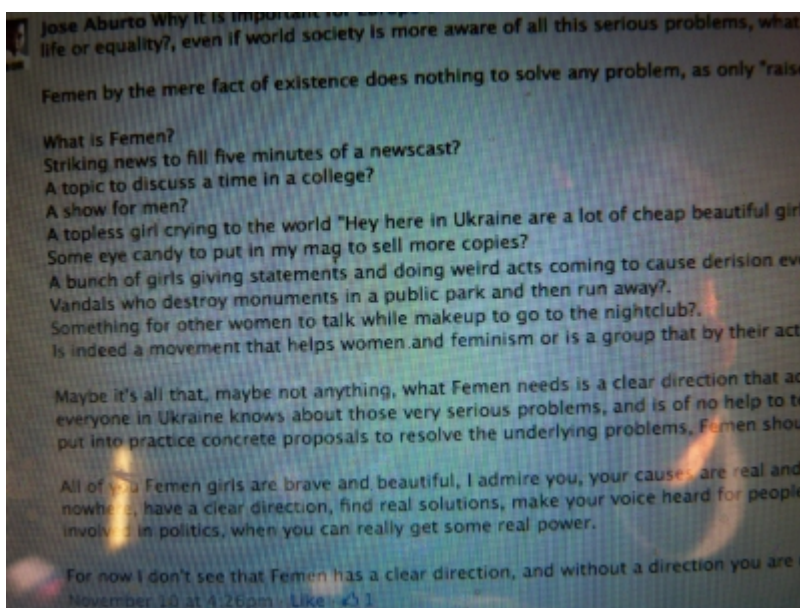 Jose Aburto Why it is important for
life or equality?, even if world society is more aware of all this serious problems, what
Femen by the mere fact of existence does nothing to solve any problem, as only "raise
What is Femen?
Striking news to fill five minutes of a newscast?
A topic to discuss a time in a college?
A show for men?
A topless girl crying to the world "Hey here in Ukraine are a lot of cheap beautiful gir
Some eye candy to put in my mag to sell more copies?
A bunch of girls giving statements and doing weird acts coming to cause derision eve
Vandals who destroy monuments in a public park and then run away?.
Something for other women to talk while makeup to go to the nightclub?.
Is indeed a movement that helps women and feminism or is a group that by their act
Maybe it's all that, maybe not anything, what Femen needs is a clear direction that ac
everyone in Ukraine knows about those very serious problems, and is of no help to t
put into practice concrete proposals to resolve the underlying problems, Femen shou
All of you Femen girls are brave and beautiful, I admire you, your causes are real and
nowhere, have a clear direction, find real solutions, make your voice heard for people
involved in politics, when you can really get some real power.
For now I don't see that Femen has a clear direction, and without a direction you are
November 10 at 4:26pm Like 1